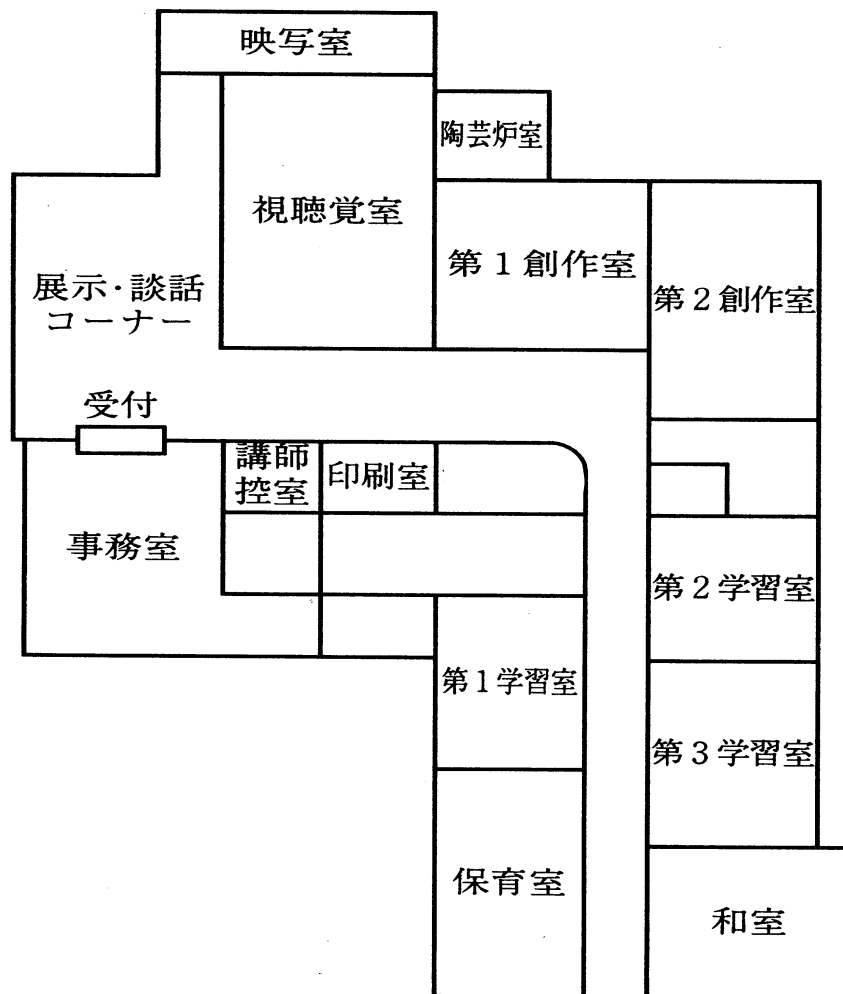 映写室
陶芸炉室
視聴覚室
第1創作室
第2創作室
展示・談話
コーナー
受付
講師
控室
印刷室
事務室
第2学習室
第1学習室
第3学習室
保育室
和室